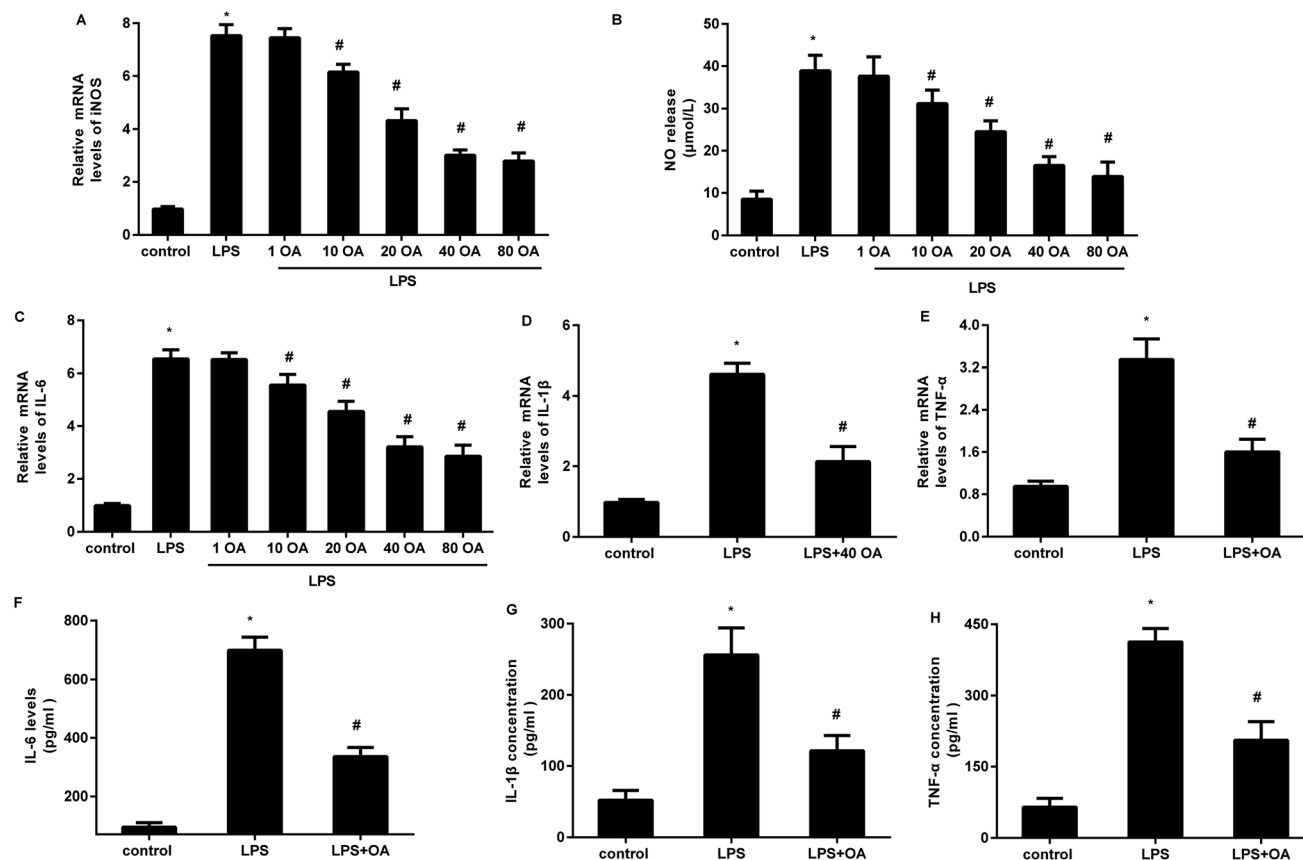 A
Relative mRNA
levels of iNOS
8
6
4
2
0
*
#
#
#
#
control LPS 1 OA 10 OA 20 OA 40 OA 80 OA
LPS
B
NO release
(μmol/L)
50
40
30
20
10
0
*
#
#
#
#
control LPS 1 OA 10 OA 20 OA 40 OA 80 OA
LPS
C
Relative mRNA
levels of IL-6
8
6
4
2
0
*
#
#
#
#
control LPS 1 OA 10 OA 20 OA 40 OA 80 OA
LPS
D
Relative mRNA
levels of IL-1β
6
4
2
0
*
#
control LPS LPS+40 OA
E
Relative mRNA
levels of TNF-α
4.0
3.2
2.4
1.6
0.8
0.0
*
#
control LPS LPS+OA
F
IL-6 levels
(pg/ml )
800
600
400
200
*
#
control LPS LPS+OA
G
IL-1β concentration
(pg/ml)
300
200
100
0
*
#
control LPS LPS+OA
H
TNF-α concentration
(pg/ml )
450
300
150
0
*
#
control LPS LPS+OA